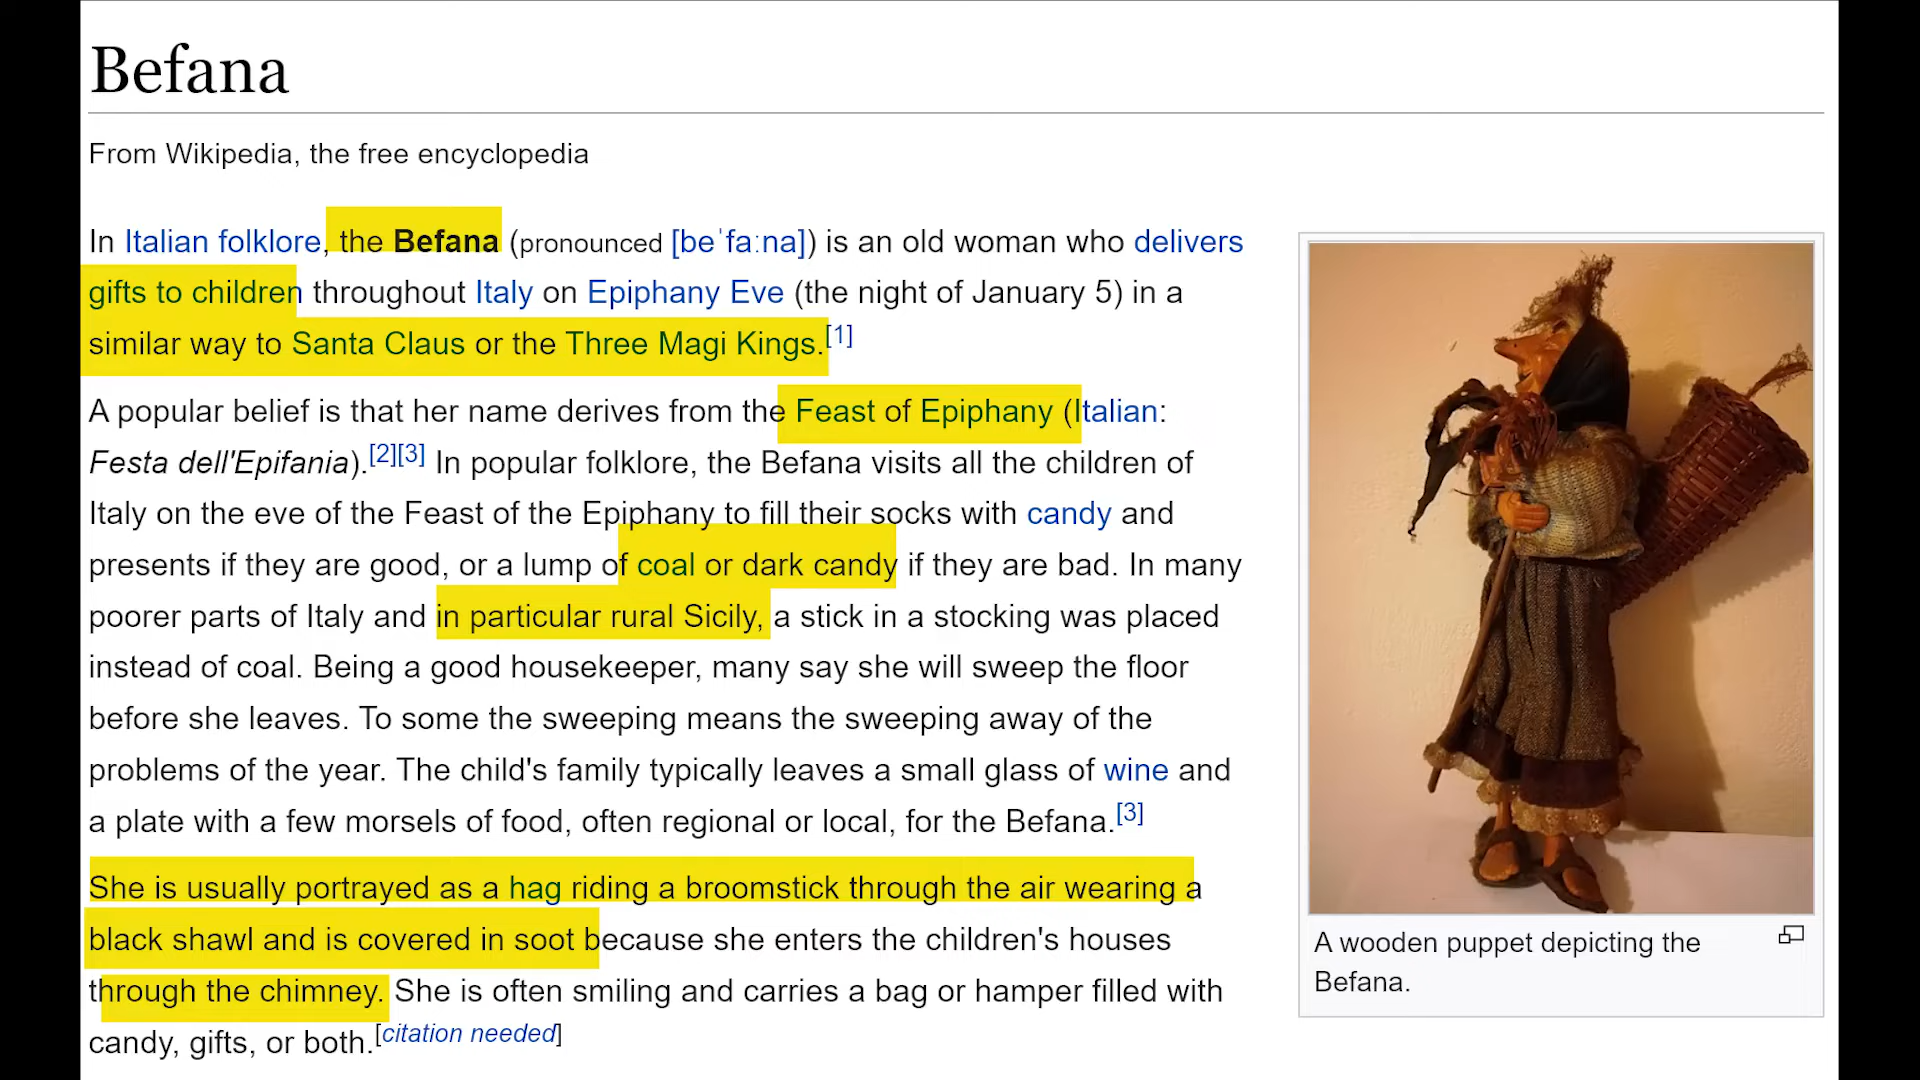 Befana
From Wikipedia, the free encyclopedia
In Italian folklore, the Befana (pronounced [beˈfaːna]) is an old woman who delivers
gifts to children throughout Italy on Epiphany Eve (the night of January 5) in a
similar way to Santa Claus or the Three Magi Kings.[1]
A popular belief is that her name derives from the Feast of Epiphany (Italian:
Festa dell'Epifania).[2][3] In popular folklore, the Befana visits all the children of
Italy on the eve of the Feast of the Epiphany to fill their socks with candy and
presents if they are good, or a lump of coal or dark candy if they are bad. In many
poorer parts of Italy and in particular rural Sicily, a stick in a stocking was placed
instead of coal. Being a good housekeeper, many say she will sweep the floor
before she leaves. To some the sweeping means the sweeping away of the
problems of the year. The child's family typically leaves a small glass of wine and
a plate with a few morsels of food, often regional or local, for the Befana.[3]
She is usually portrayed as a hag riding a broomstick through the air wearing a
black shawl and is covered in soot because she enters the children's houses
through the chimney. She is often smiling and carries a bag or hamper filled with
candy, gifts, or both.[citation needed]
A wooden puppet depicting the
Befana.